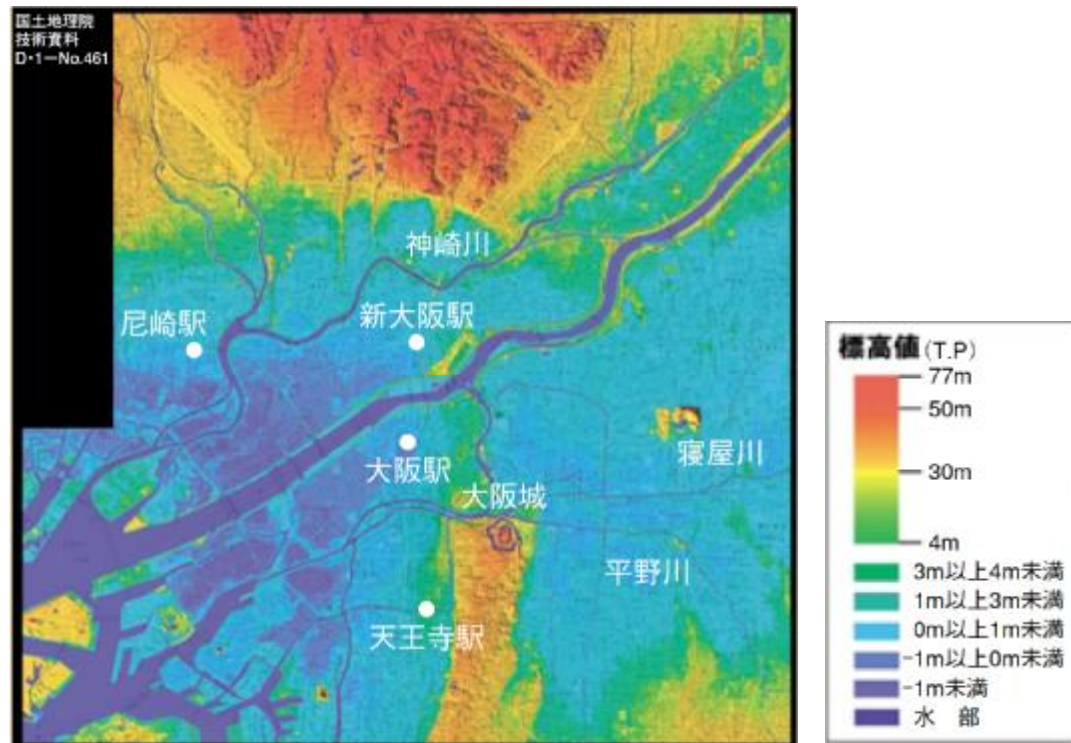 国土地理院
技術資料
D・1－No.461
神崎川
尼崎駅
新大阪駅
大阪駅
寝屋川
大阪城
平野川
天王寺駅
標高値(T.P)
77m
50m
30m
4m
3m以上4m未満
1m以上3m未満
0m以上1m未満
-1m以上0m未満
-1m未満
水 部